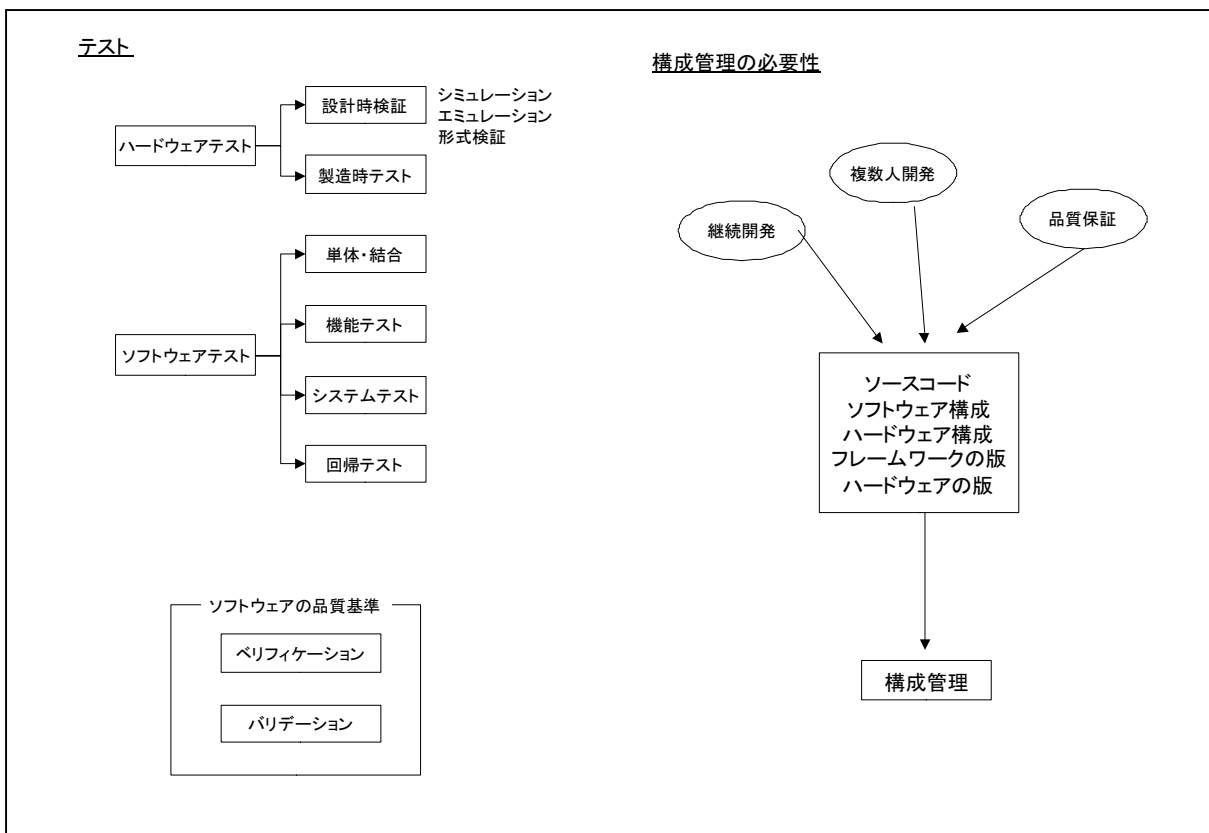 テスト
ハードウェアテスト
設計時検証
シミュレーション
エミュレーション
形式検証
製造時テスト
ソフトウェアテスト
単体・結合
機能テスト
システムテスト
回帰テスト
ソフトウェアの品質基準
ベリフィケーション
バリデーション
構成管理の必要性
継続開発
複数人開発
品質保証
ソースコード
ソフトウェア構成
ハードウェア構成
フレームワークの版
ハードウェアの版
構成管理